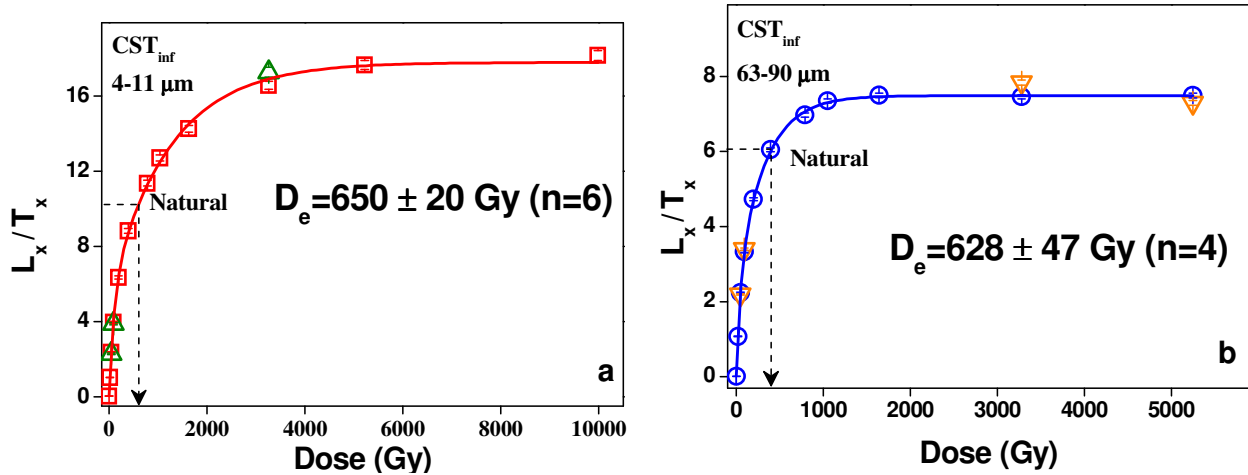 CST_inf
4-11 μm
Natural
D_e=650 ± 20 Gy (n=6)
a
L_x/T_x
16
12
8
4
0
0 2000 4000 6000 8000 10000
Dose (Gy)
CST_inf
63-90 μm
Natural
D_e=628 ± 47 Gy (n=4)
b
L_x/T_x
8
6
4
2
0
0 1000 2000 3000 4000 5000
Dose (Gy)